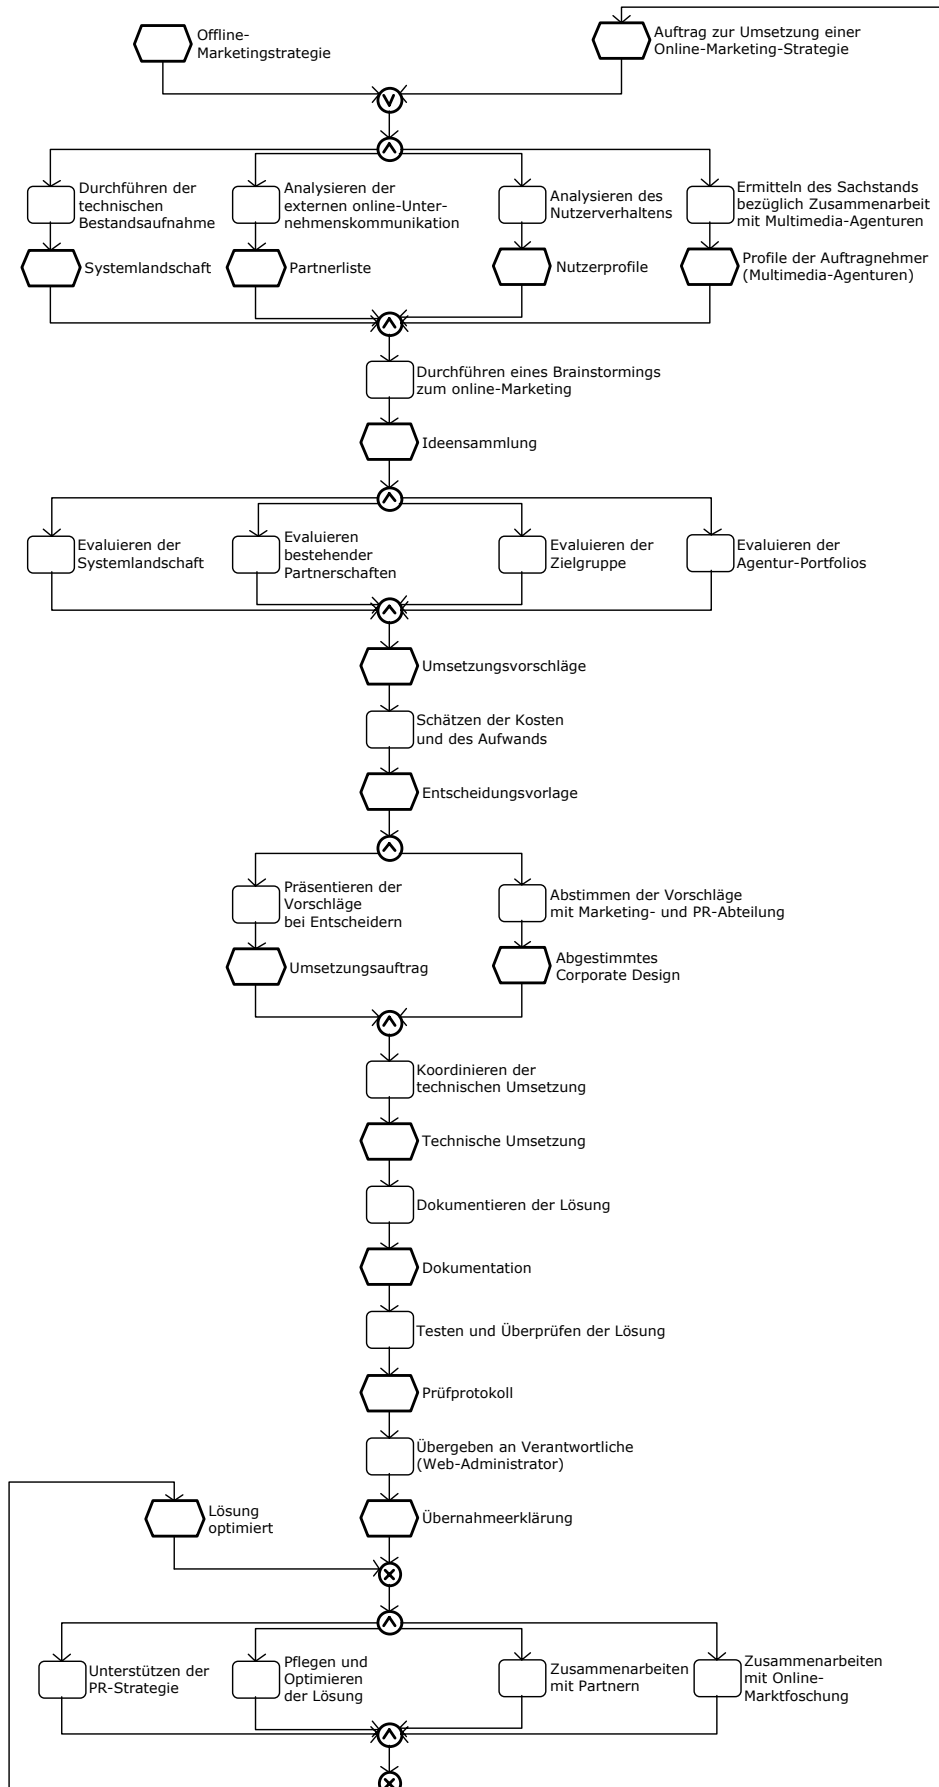 Offline-
Marketingstrategie
Auftrag zur Umsetzung einer
Online-Marketing-Strategie
Durchführen der
technischen
Bestandsaufnahme
Analysieren der
externen online-Unter-
nehmenskommunikation
Analysieren des
Nutzerverhaltens
Ermitteln des Sachstands
bezüglich Zusammenarbeit
mit Multimedia-Agenturen
Systemlandschaft
Partnerliste
Nutzerprofile
Profile der Auftragnehmer
(Multimedia-Agenturen)
Durchführen eines Brainstormings
zum online-Marketing
Ideensammlung
Evaluieren der
Systemlandschaft
Evaluieren
bestehender
Partnerschaften
Evaluieren der
Zielgruppe
Evaluieren der
Agentur-Portfolios
Umsetzungsvorschläge
Schätzen der Kosten
und des Aufwands
Entscheidungsvorlage
Präsentieren der
Vorschläge
bei Entscheidern
Abstimmen der Vorschläge
mit Marketing- und PR-Abteilung
Umsetzungsauftrag
Abgestimmtes
Corporate Design
Koordinieren der
technischen Umsetzung
Technische Umsetzung
Dokumentieren der Lösung
Dokumentation
Testen und Überprüfen der Lösung
Prüfprotokoll
Übergeben an Verantwortliche
(Web-Administrator)
Lösung
optimiert
Übernahmeerklärung
Unterstützen der
PR-Strategie
Pflegen und
Optimieren
der Lösung
Zusammenarbeiten
mit Partnern
Zusammenarbeiten
mit Online-
Marktfoschung